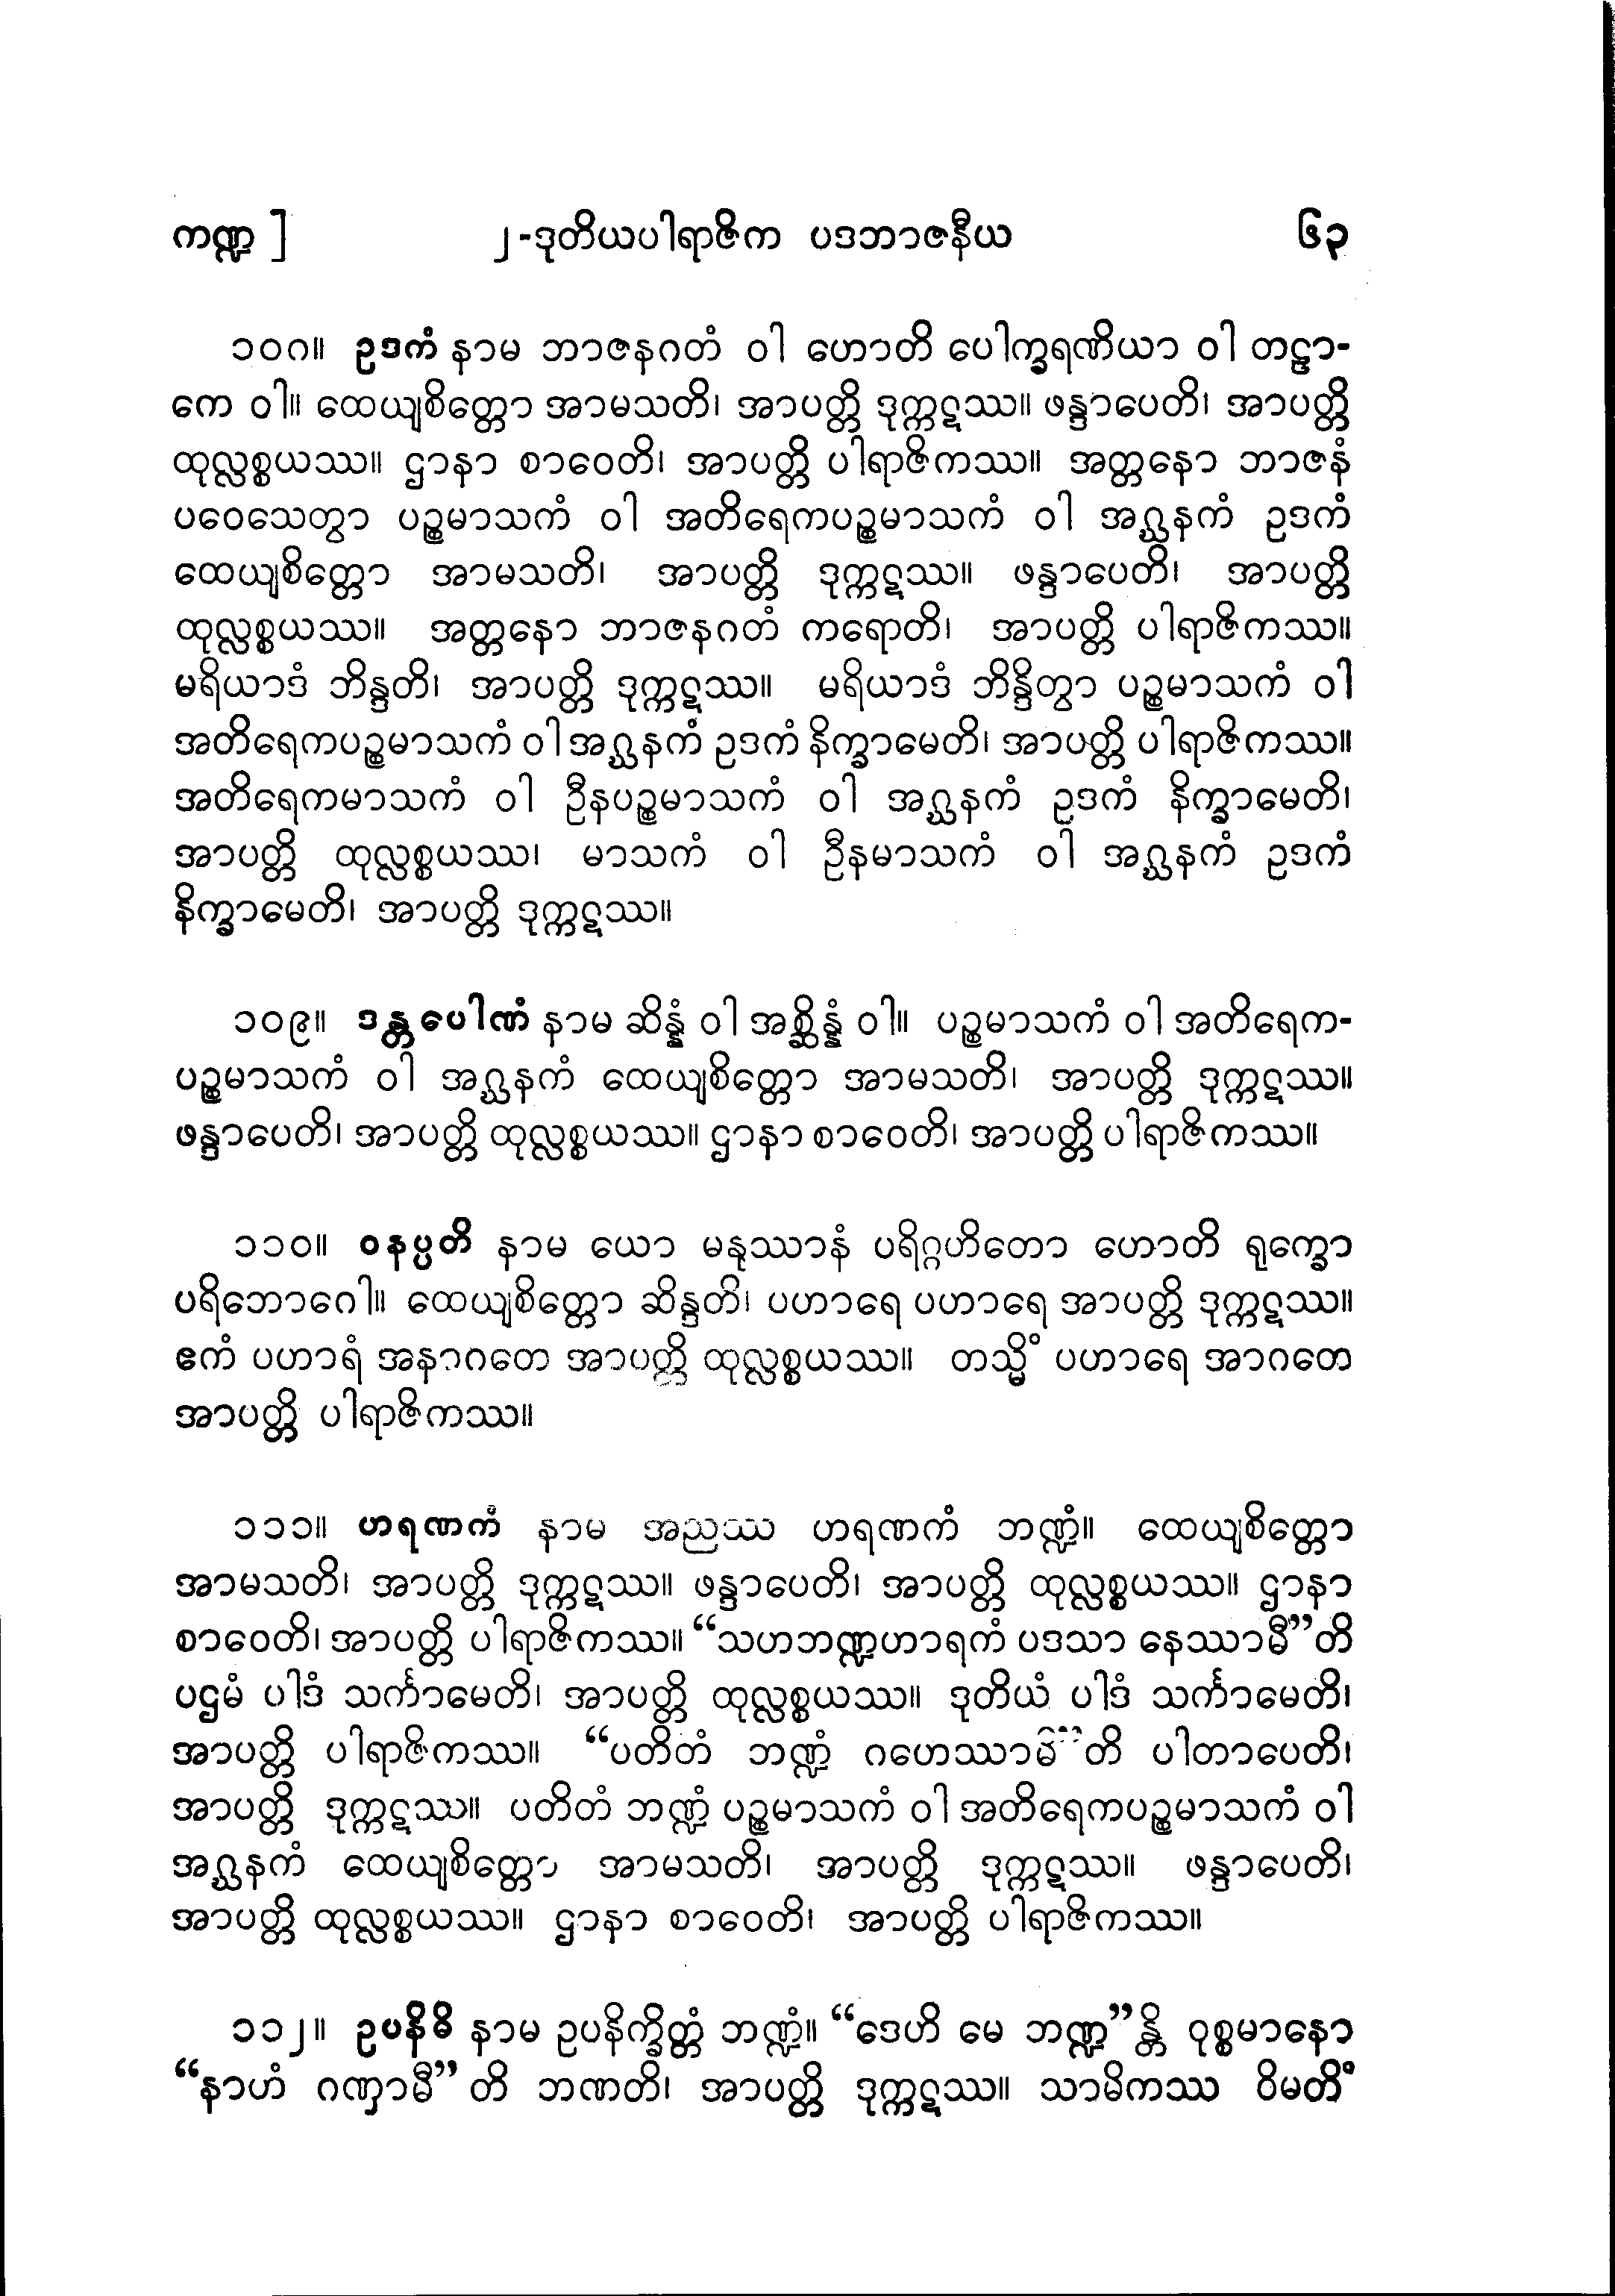 ကဏ္ဍ ] ၂-ဒုတိယပါရာဇိက ပဒဘာဇနီယ ၆၃
၁၀၈။ ဥဒကံ နာမ ဘာဇနဂတံ ဝါ ဟောတိ ပေါက္ခရဏိယာ ဝါ တဠာ-
ကေ ဝါ။ ထေယျစိတ္တော အာမသတိ၊ အာပတ္တိ ဒုက္ကဋဿ။ ဖန္ဒာပေတိ၊ အာပတ္တိ
ထုလ္လစ္စယဿ။ ဌာနာ စာဝေတိ၊ အာပတ္တိ ပါရာဇိကဿ။ အတ္တနော ဘာဇနံ
ပဝေသေတွာ ပဉ္စမာသကံ ဝါ အတိရေကပဉ္စမာသကံ ဝါ အဂ္ဃနကံ ဥဒကံ
ထေယျစိတ္တော အာမသတိ၊ အာပတ္တိ ဒုက္ကဋဿ။ ဖန္ဒာပေတိ၊ အာပတ္တိ
ထုလ္လစ္စယဿ။ အတ္တနော ဘာဇနဂတံ ကရောတိ၊ အာပတ္တိ ပါရာဇိကဿ။
မရိယာဒံ ဘိန္ဒတိ၊ အာပတ္တိ ဒုက္ကဋဿ။ မရိယာဒံ ဘိန္ဒိတွာ ပဉ္စမာသကံ ဝါ
အတိရေကပဉ္စမာသကံ ဝါ အဂ္ဃနကံ ဥဒကံ နိက္ခာမေတိ၊ အာပတ္တိ ပါရာဇိကဿ။
အတိရေကမာသကံ ဝါ ဦနပဉ္စမာသကံ ဝါ အဂ္ဃနကံ ဥဒကံ နိက္ခာမေတိ၊
အာပတ္တိ ထုလ္လစ္စယဿ၊ မာသကံ ဝါ ဦနမာသကံ ဝါ အဂ္ဃနကံ ဥဒကံ
နိက္ခာမေတိ၊ အာပတ္တိ ဒုက္ကဋဿ။
၁၀၉။ ဒန္တပေါဏံ နာမ ဆိန္နံ ဝါ အစ္ဆိန္နံ ဝါ။ ပဉ္စမာသကံ ဝါ အတိရေက-
ပဉ္စမာသကံ ဝါ အဂ္ဃနကံ ထေယျစိတ္တော အာမသတိ၊ အာပတ္တိ ဒုက္ကဋဿ။
ဖန္ဒာပေတိ၊ အာပတ္တိ ထုလ္လစ္စယဿ။ ဌာနာ စာဝေတိ၊ အာပတ္တိ ပါရာဇိကဿ။
၁၁၀။ ဝနပ္ပတိ နာမ ယော မနုဿာနံ ပရိဂ္ဂဟိတော ဟောတိ ရုက္ခော
ပရိဘောဂေါ။ ထေယျစိတ္တော ဆိန္ဒတိ၊ ပဟာရေ ပဟာရေ အာပတ္တိ ဒုက္ကဋဿ။
ဧကံ ပဟာရံ အနာဂတေ အာပတ္တိ ထုလ္လစ္စယဿ။ တသ္မိံ ပဟာရေ အာဂတေ
အာပတ္တိ ပါရာဇိကဿ။
၁၁၁။ ဟရဏကံ နာမ အညဿ ဟရဏကံ ဘဏ္ဍံ။ ထေယျစိတ္တော
အာမသတိ၊ အာပတ္တိ ဒုက္ကဋဿ။ ဖန္ဒာပေတိ၊ အာပတ္တိ ထုလ္လစ္စယဿ။ ဌာနာ
စာဝေတိ၊ အာပတ္တိ ပါရာဇိကဿ။ “သဟဘဏ္ဍဟာရကံ ပဒသာ နေဿာမီ”တိ
ပဌမံ ပါဒံ သင်္ကာမေတိ၊ အာပတ္တိ ထုလ္လစ္စယဿ။ ဒုတိယံ ပါဒံ သင်္ကာမေတိ၊
အာပတ္တိ ပါရာဇိကဿ။ “ပတိတံ ဘဏ္ဍံ ဂဟေဿာမီ”တိ ပါတာပေတိ၊
အာပတ္တိ ဒုက္ကဋဿ။ ပတိတံ ဘဏ္ဍံ ပဉ္စမာသကံ ဝါ အတိရေကပဉ္စမာသကံ ဝါ
အဂ္ဃနကံ ထေယျစိတ္တော အာမသတိ၊ အာပတ္တိ ဒုက္ကဋဿ။ ဖန္ဒာပေတိ၊
အာပတ္တိ ထုလ္လစ္စယဿ။ ဌာနာ စာဝေတိ၊ အာပတ္တိ ပါရာဇိကဿ။
၁၁၂။ ဥပနိဓိ နာမ ဥပနိက္ခိတ္တံ ဘဏ္ဍံ။ “ဒေဟိ မေ ဘဏ္ဍ”န္တိ ဝုစ္စမာနော
“နာဟံ ဂဏှာမီ” တိ ဘဏတိ၊ အာပတ္တိ ဒုက္ကဋဿ။ သာမိကဿ ဝိမတိံ